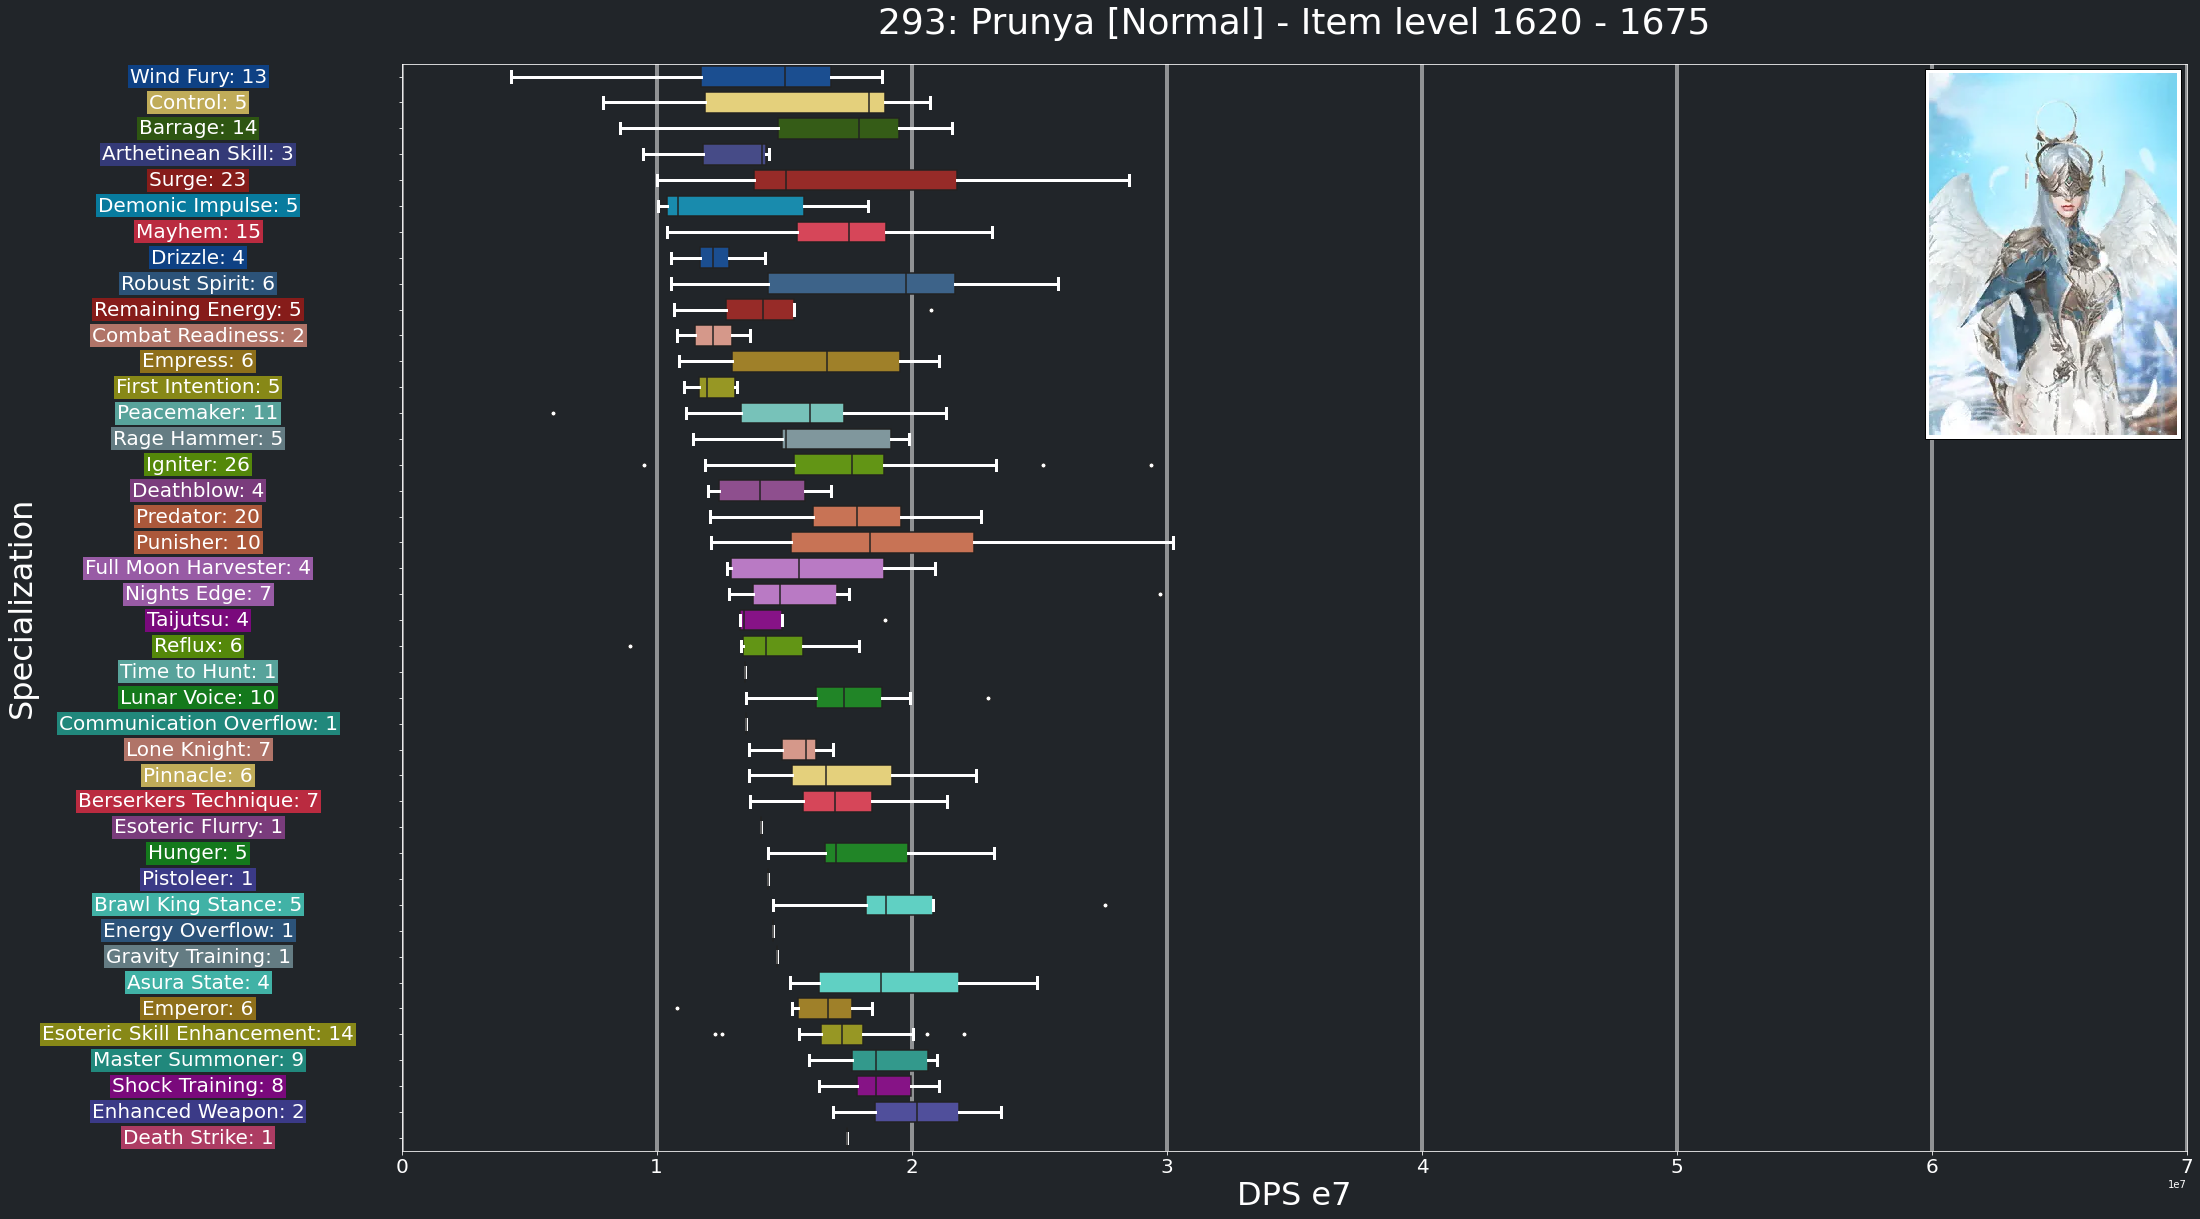 293: Prunya [Normal] - Item level 1620 - 1675
Wind Fury: 13
Control: 5
Barrage: 14
Arthetinean Skill: 3
Surge: 23
Demonic Impulse: 5
Mayhem: 15
Drizzle: 4
Robust Spirit: 6
Remaining Energy: 5
Combat Readiness: 2
Empress: 6
First Intention: 5
Peacemaker: 11
Rage Hammer: 5
Igniter: 26
Deathblow: 4
Predator: 20
Punisher: 10
Full Moon Harvester: 4
Nights Edge: 7
Taijutsu: 4
Reflux: 6
Time to Hunt: 1
Lunar Voice: 10
Communication Overflow: 1
Lone Knight: 7
Pinnacle: 6
Berserkers Technique: 7
Esoteric Flurry: 1
Hunger: 5
Pistoleer: 1
Brawl King Stance: 5
Energy Overflow: 1
Gravity Training: 1
Asura State: 4
Emperor: 6
Esoteric Skill Enhancement: 14
Master Summoner: 9
Shock Training: 8
Enhanced Weapon: 2
Death Strike: 1
Specialization
0 1 2 3 4 5 6 7
1e7
DPS e7